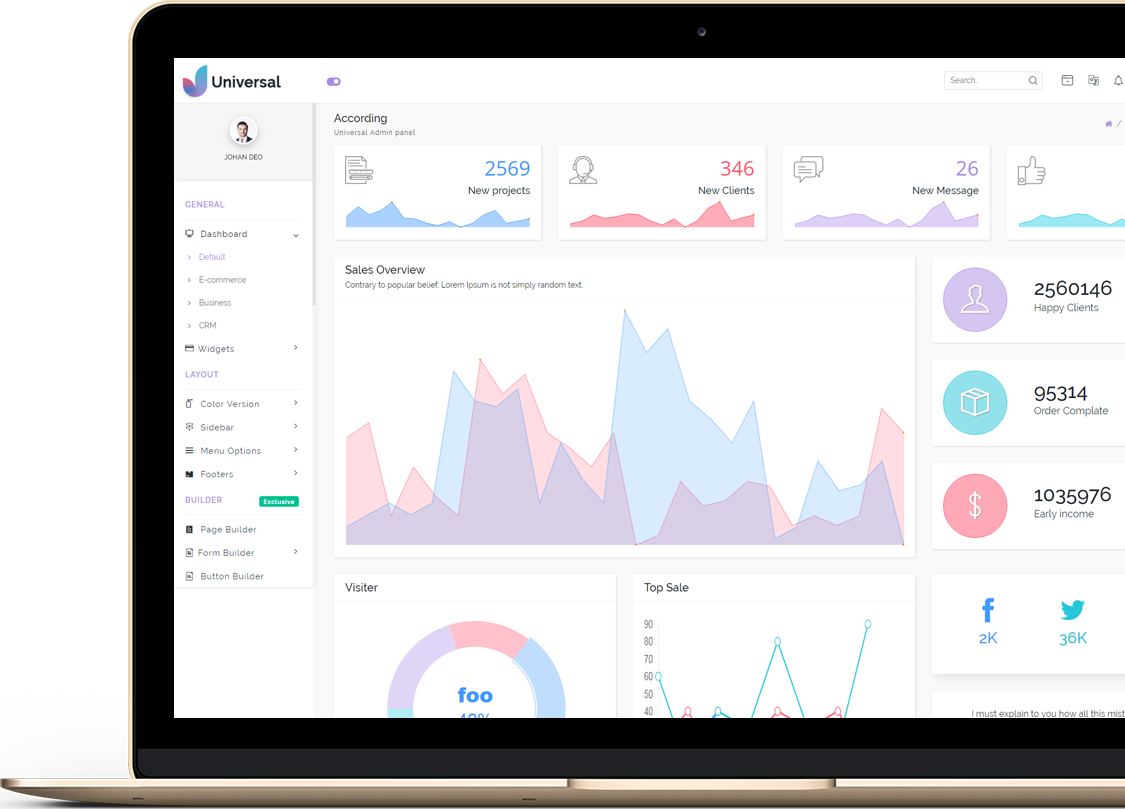 Universal
Search.
JOHAN DEO
GENERAL
Dashboard
Default
E-commerce
Business
CRM
Widgets
LAYOUT
Color Version
Sidebar
Menu Options
Footers
BUILDER
Exclusive
Page Builder
Form Builder
Button Builder
According
Universal Admin panel
/
2569
New projects
346
New Clients
26
New Message
Sales Overview
Contrary to popular belief. Lorem Ipsum is not simply random text.
2560146
Happy Clients
95314
Order Complate
1035976
Early income
Visiter
foo
40%
Top Sale
90
80
70
60
50
40
2K
36K
I must explain to you how all this mist